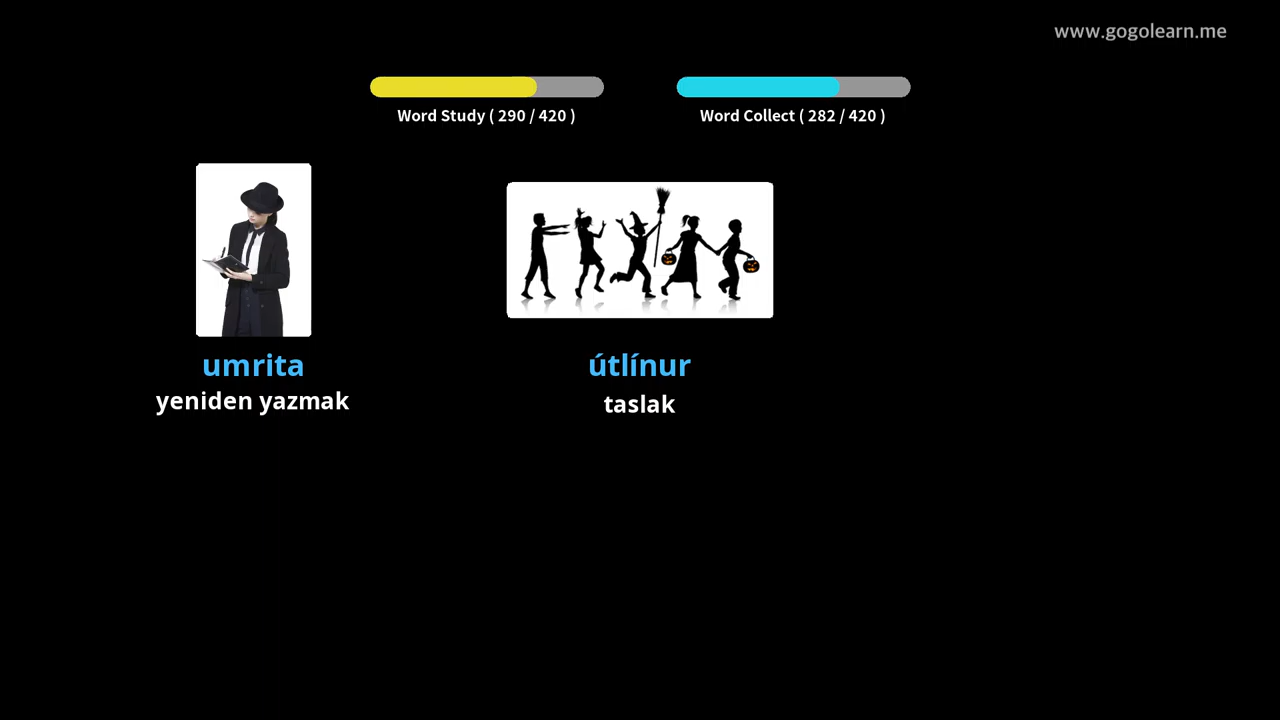 www.gogolearn.me
Word Study ( 290 / 420 )
Word Collect ( 282 / 420 )
umrita
yeniden yazmak
útlínur
taslak